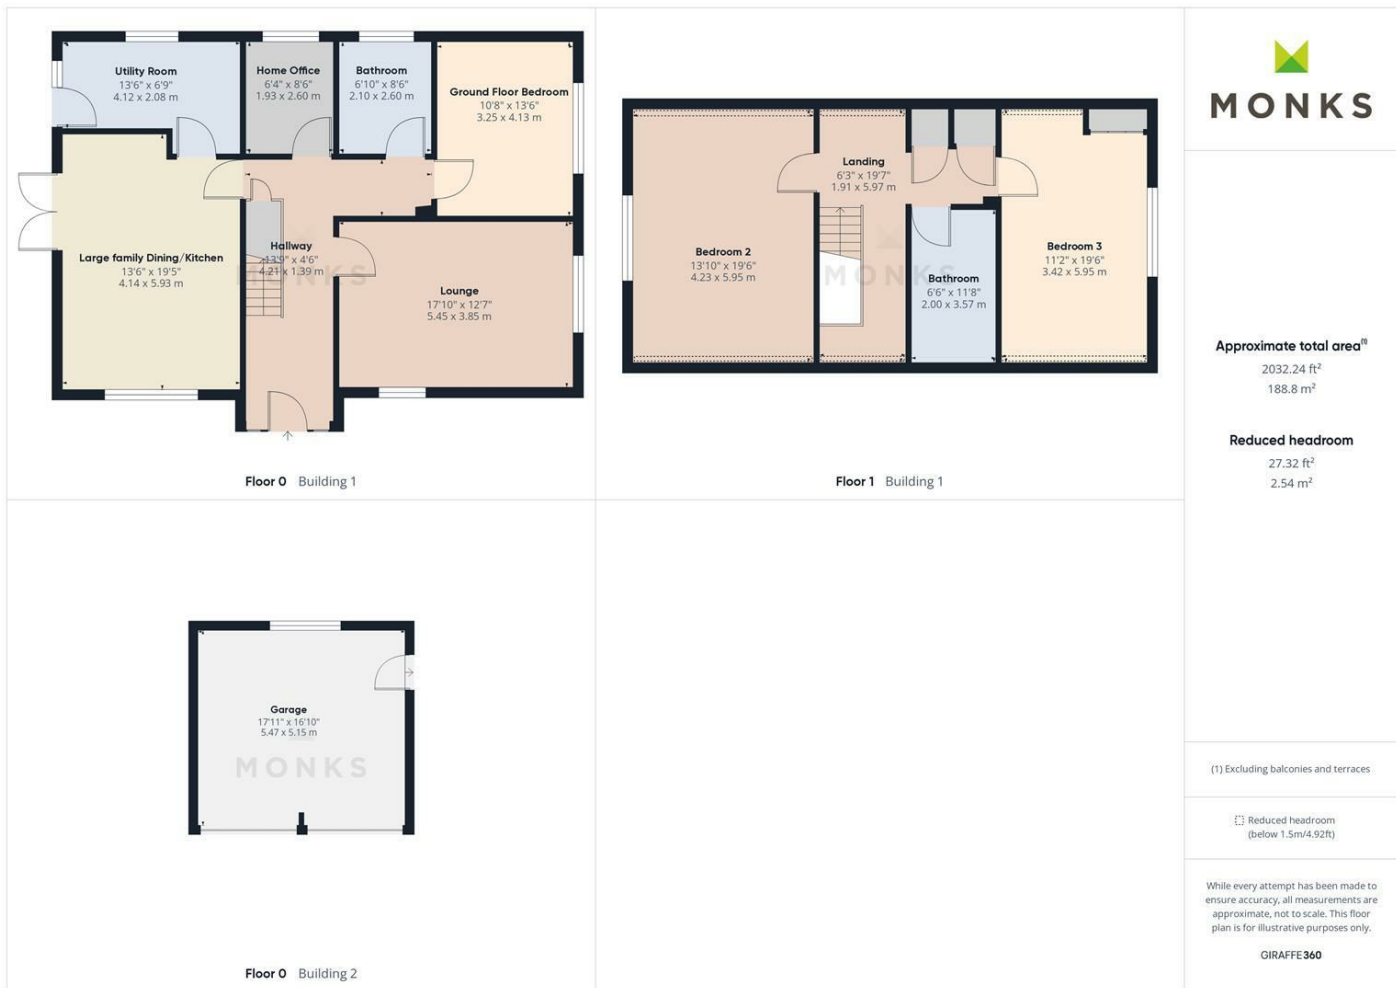 Utility Room
13'6" x 6'9"
4.12 x 2.08 m
Home Office
6'4" x 8'6"
1.93 x 2.60 m
Bathroom
6'10" x 8'6"
2.10 x 2.60 m
Ground Floor Bedroom
10'8" x 13'6"
3.25 x 4.13 m
Large family Dining/Kitchen
13'6" x 19'5"
4.14 x 5.93 m
Hallway
13'9" x 4'6"
4.21 x 1.39 m
MONKS
Lounge
17'10" x 12'7"
5.45 x 3.85 m
Floor 0 Building 1
Landing
6'3" x 19'7"
1.91 x 5.97 m
Bedroom 2
13'10" x 19'6"
4.23 x 5.95 m
MONKS
Bathroom
6'6" x 11'8"
2.00 x 3.57 m
Bedroom 3
11'2" x 19'6"
3.42 x 5.95 m
Floor 1 Building 1
Garage
17'11" x 16'10"
5.47 x 5.15 m
MONKS
Floor 0 Building 2
MONKS
Approximate total area(1)
2032.24 ft²
188.8 m²
Reduced headroom
27.32 ft²
2.54 m²
(1) Excluding balconies and terraces
Reduced headroom
(below 1.5m/4.92ft)
While every attempt has been made to
ensure accuracy, all measurements are
approximate, not to scale. This floor
plan is for illustrative purposes only.
GIRAFFE360